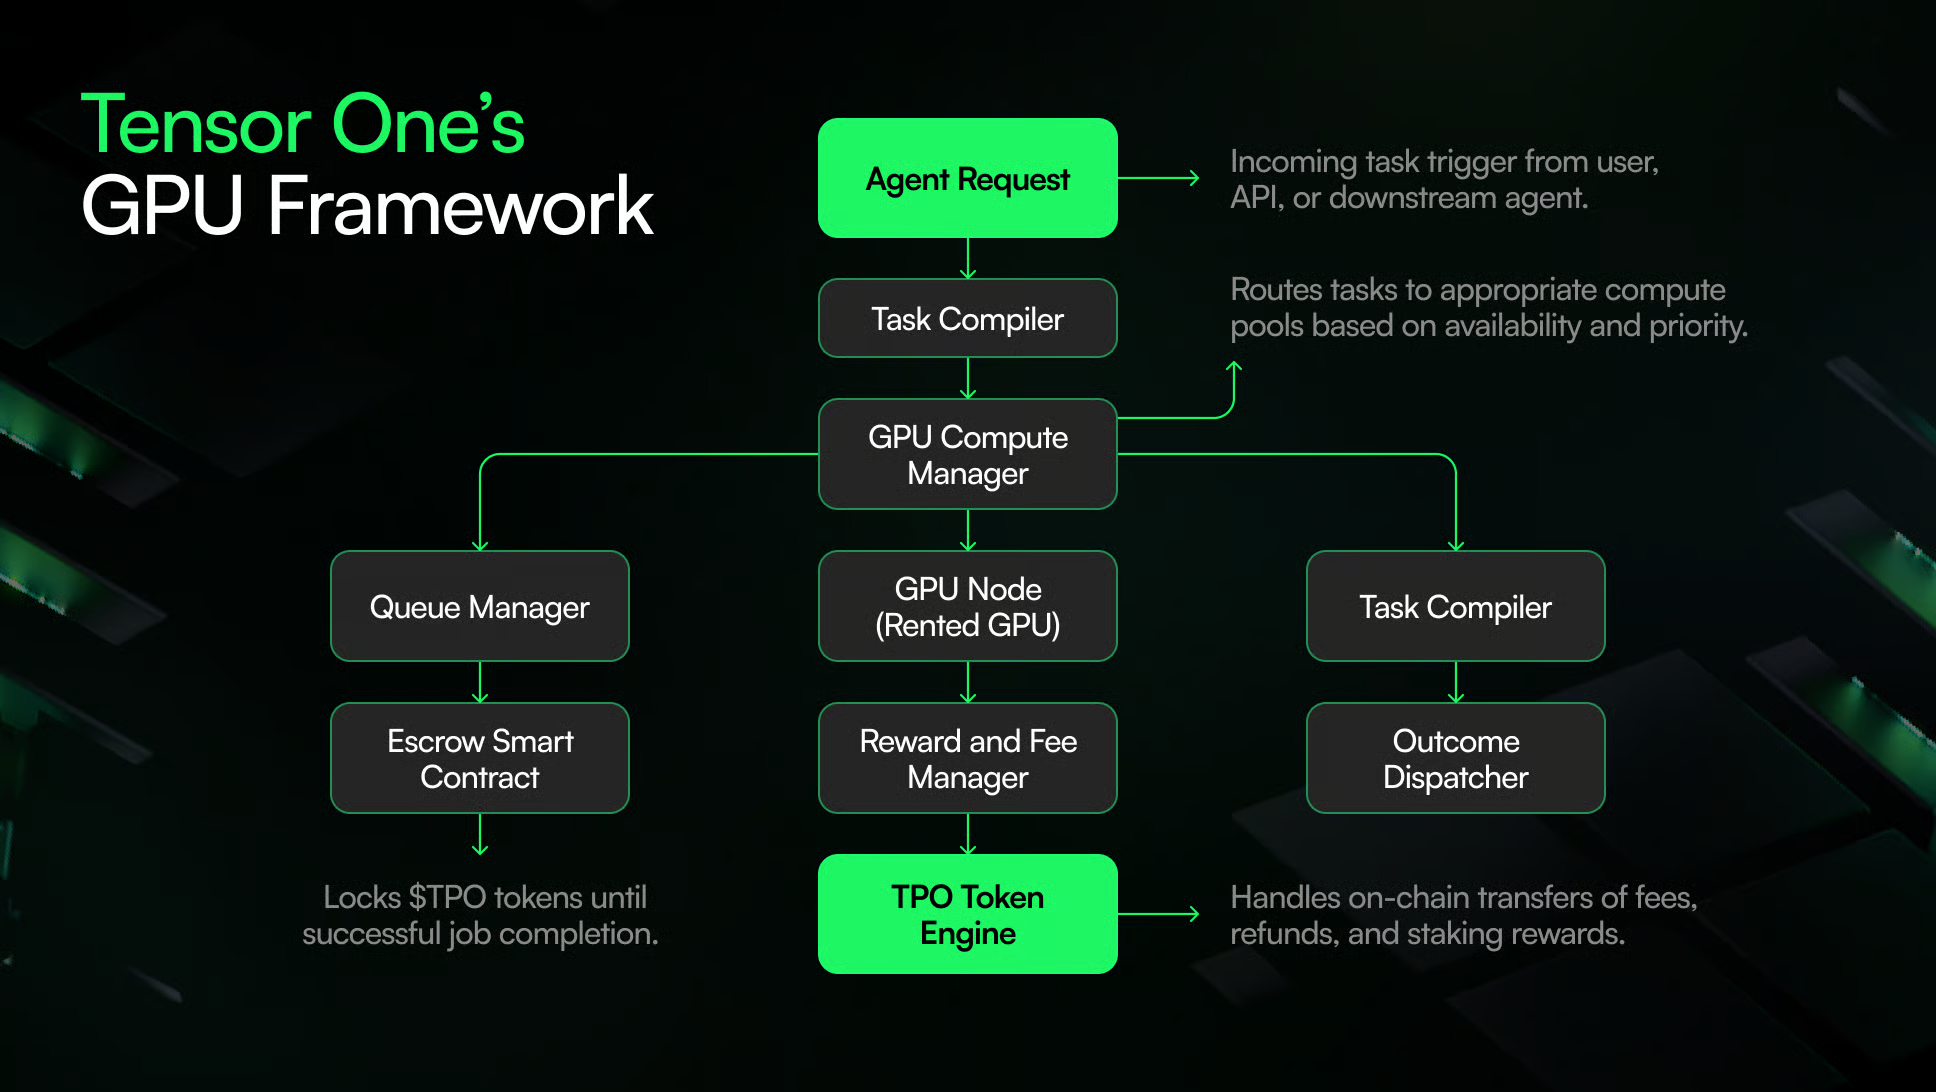 Tensor One’s
GPU Framework
Agent Request
Incoming task trigger from user,
API, or downstream agent.
Task Compiler
Routes tasks to appropriate compute
pools based on availability and priority.
GPU Compute
Manager
Queue Manager
GPU Node
(Rented GPU)
Task Compiler
Escrow Smart
Contract
Reward and Fee
Manager
Outcome
Dispatcher
Locks $TPO tokens until
successful job completion.
TPO Token
Engine
Handles on-chain transfers of fees,
refunds, and staking rewards.